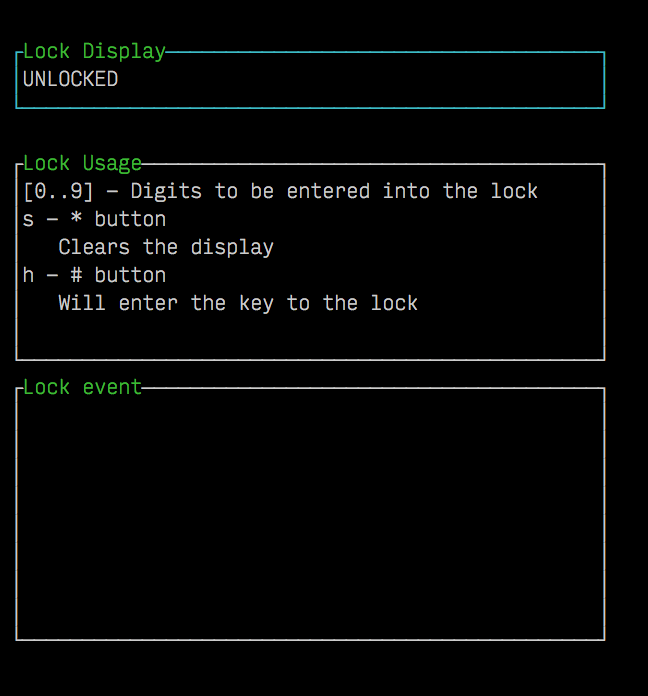 Lock Display
UNLOCKED
Lock Usage
[0..9] – Digits to be entered into the lock
s – * button
Clears the display
h – # button
Will enter the key to the lock
Lock event